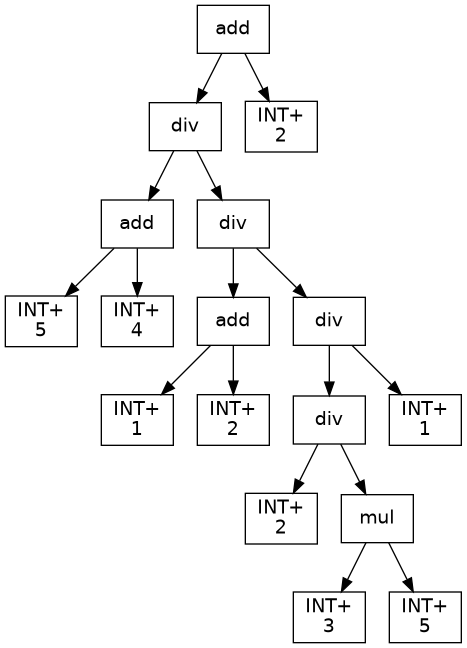 add
div
INT+
2
add
div
INT+
5
INT+
4
add
div
INT+
1
INT+
2
div
INT+
1
INT+
2
mul
INT+
3
INT+
5